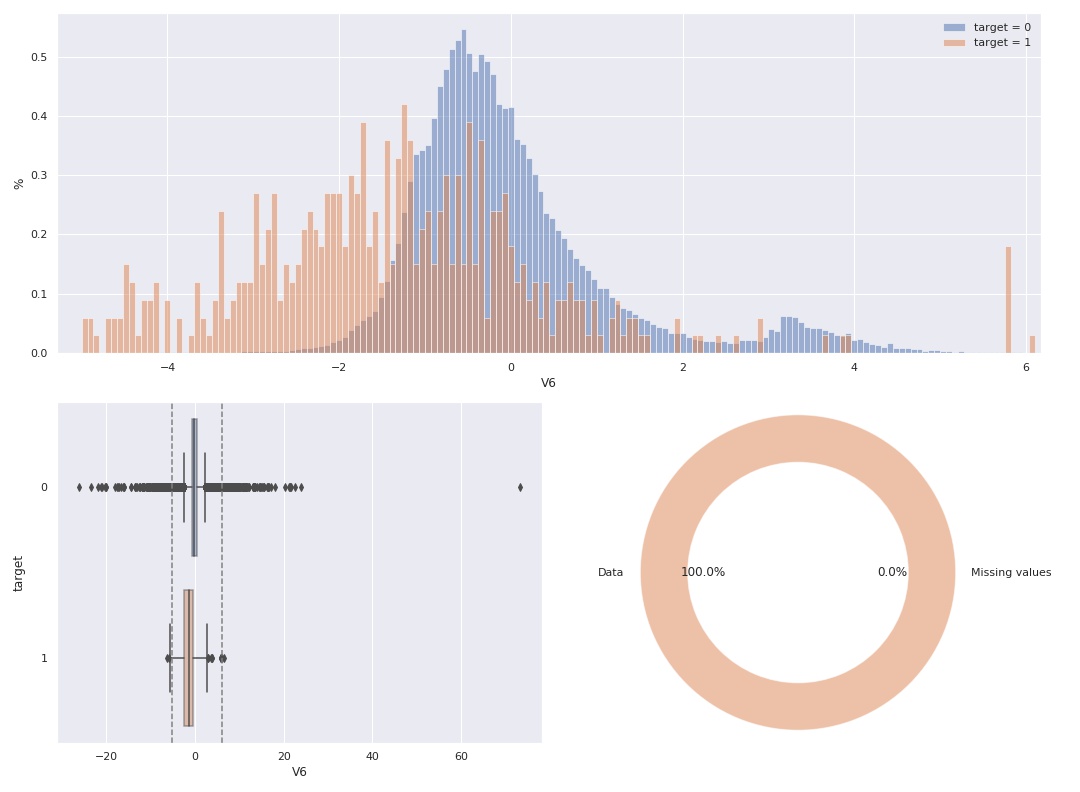 target = 0
target = 1
0.5
0.4
0.3
0.2
0.1
0.0
%
−4 −2 0 2 4 6
V6
0
1
target
−20 0 20 40 60
V6
Data 100.0% 0.0% Missing values